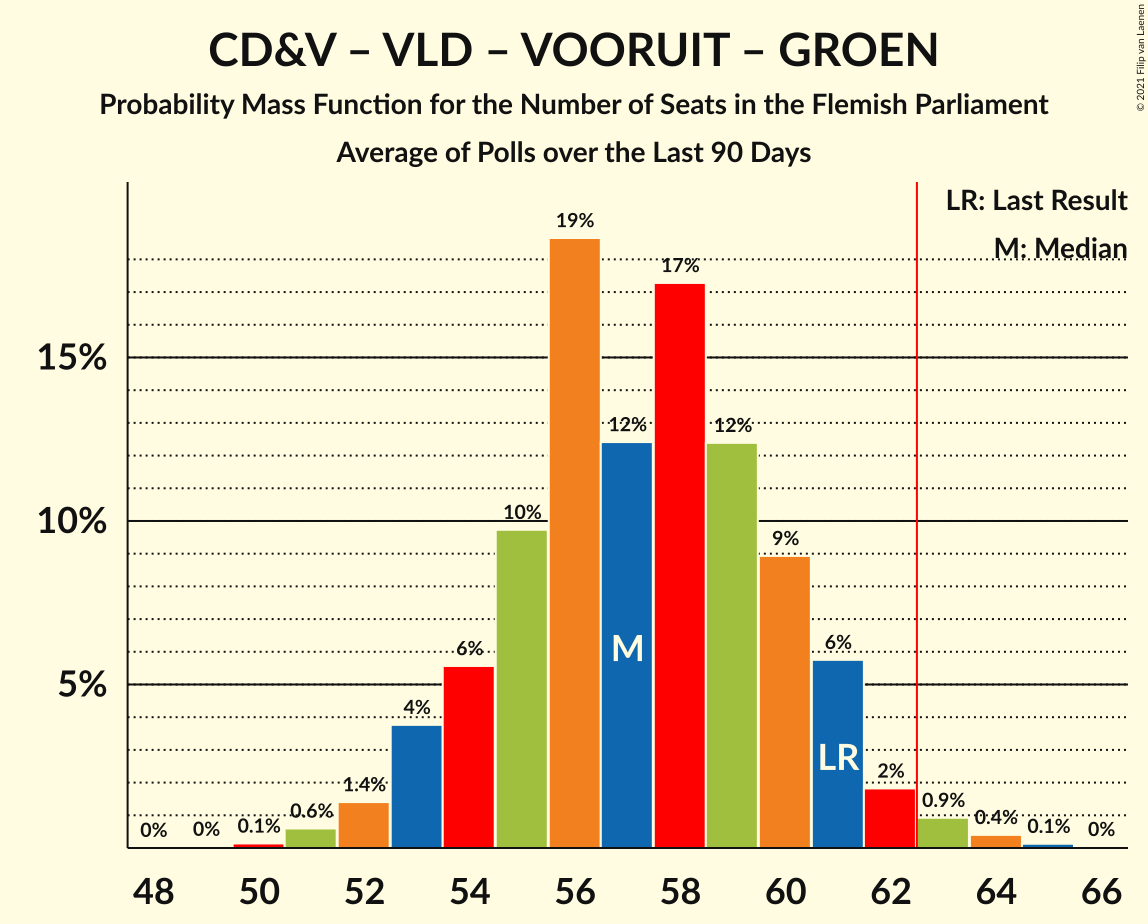 CD&V – VLD – VOORUIT – GROEN
Probability Mass Function for the Number of Seats in the Flemish Parliament
Average of Polls over the Last 90 Days
© 2021 Filip van Laenen
LR: Last Result
M: Median
15%
10%
5%
0%
0%
0.1%
0.6%
1.4%
4%
6%
10%
19%
12%
17%
12%
9%
6%
2%
0.9%
0.4%
0.1%
0%
M
LR
48 50 52 54 56 58 60 62 64 66